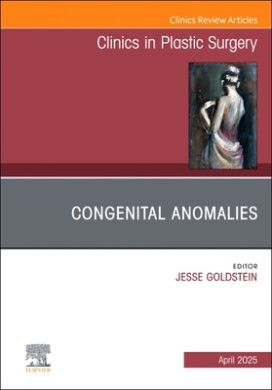 Clinics Review Articles
Clinics in Plastic Surgery
CONGENITAL ANOMALIES
EDITOR
JESSE GOLDSTEIN
ELSEVIER
April 2025